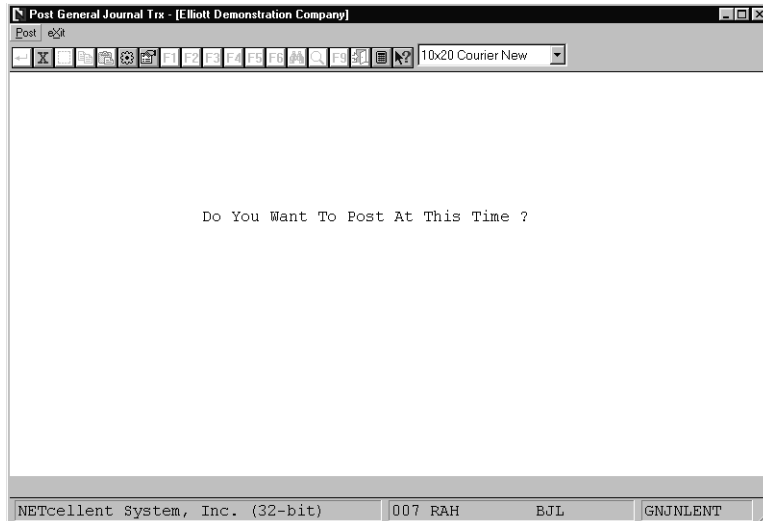 Post General Journal Trx - [Elliott Demonstration Company]
Post eXit
X F1 F2 F3 F4 F5 F6 F9 10x20 Courier New
Do You Want To Post At This Time ?
NETcellent System, Inc. (32-bit) 007 RAH BJL GNJNLENT